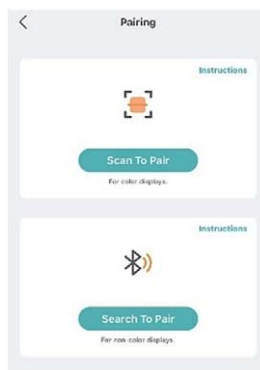 Pairing
Instructions
Scan To Pair
For color displays.
Instructions
Search To Pair
For non-color displays